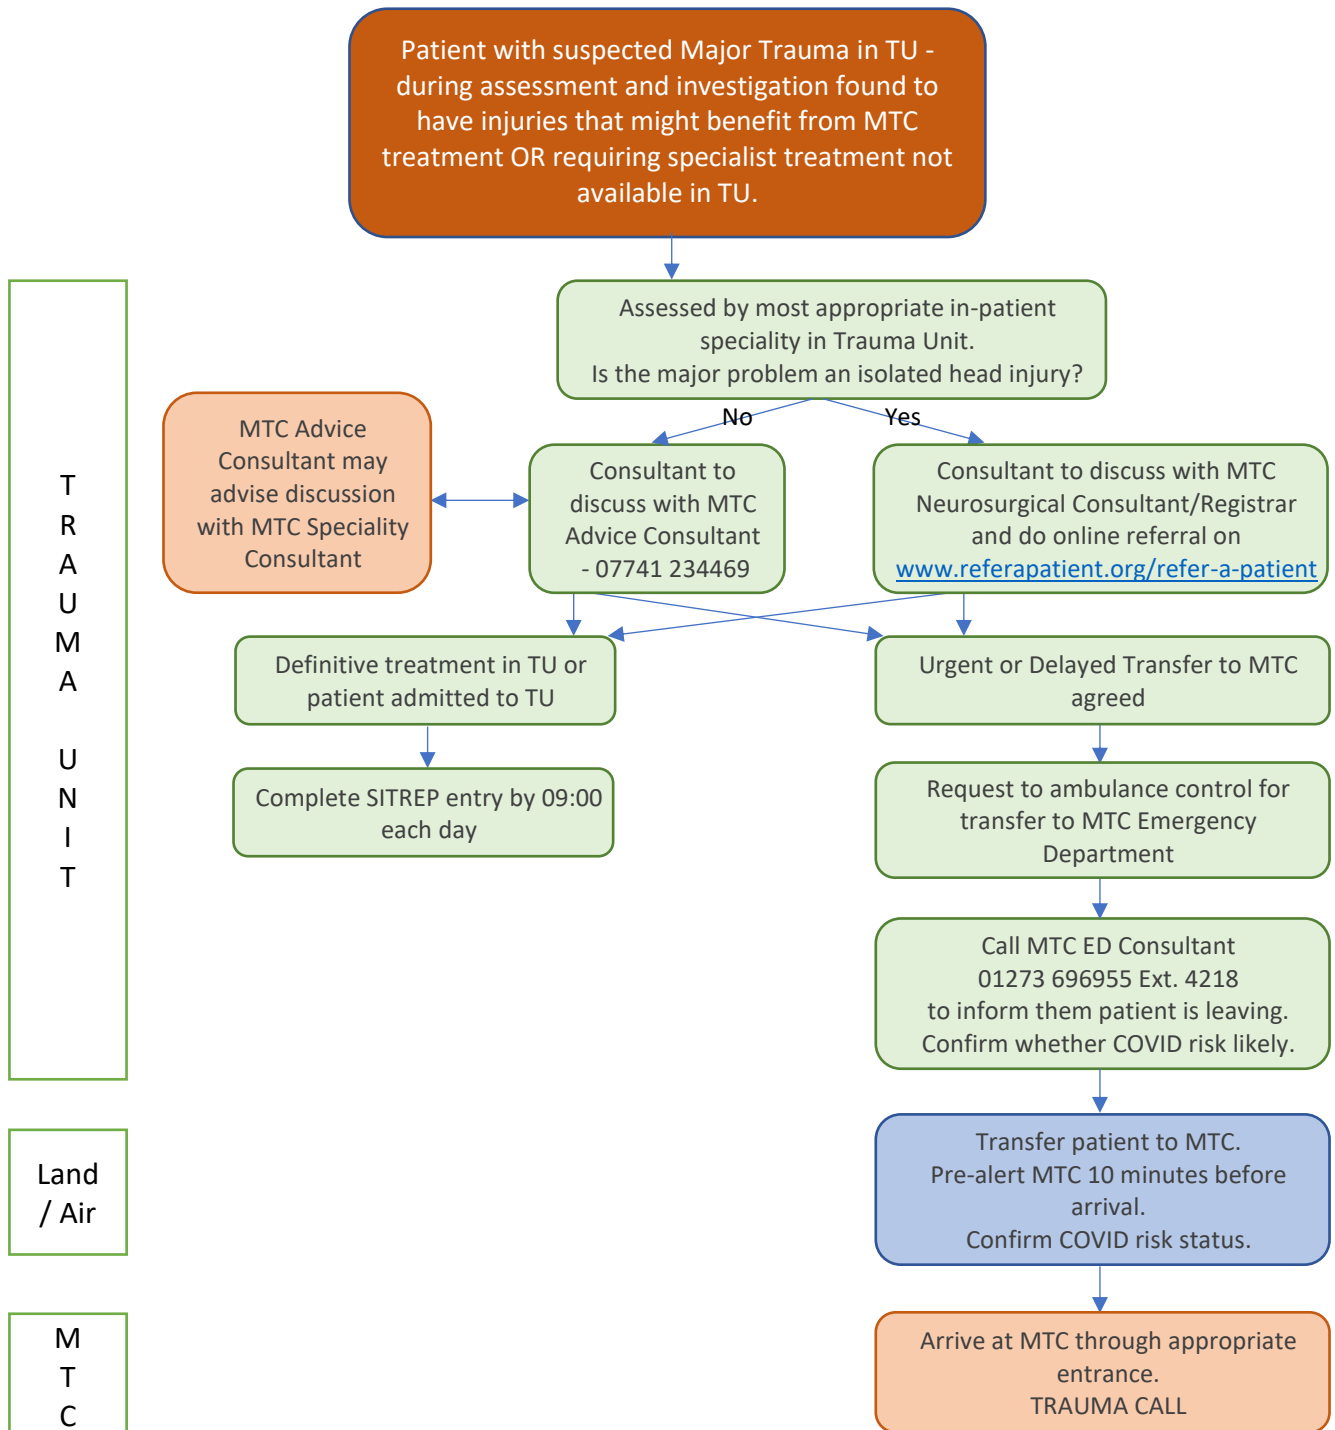 Patient with suspected Major Trauma in TU -
during assessment and investigation found to
have injuries that might benefit from MTC
treatment OR requiring specialist treatment not
available in TU.
Assessed by most appropriate in-patient
speciality in Trauma Unit.
Is the major problem an isolated head injury?
No
Yes
MTC Advice
Consultant may
advise discussion
with MTC Speciality
Consultant
Consultant to
discuss with MTC
Advice Consultant
- 07741 234469
Consultant to discuss with MTC
Neurosurgical Consultant/Registrar
and do online referral on
www.referapatient.org/refer-a-patient
Definitive treatment in TU or
patient admitted to TU
Urgent or Delayed Transfer to MTC
agreed
Complete SITREP entry by 09:00
each day
Request to ambulance control for
transfer to MTC Emergency
Department
Call MTC ED Consultant
01273 696955 Ext. 4218
to inform them patient is leaving.
Confirm whether COVID risk likely.
T
R
A
U
M
A
U
N
I
T
Land
/ Air
Transfer patient to MTC.
Pre-alert MTC 10 minutes before
arrival.
Confirm COVID risk status.
M
T
C
Arrive at MTC through appropriate
entrance.
TRAUMA CALL